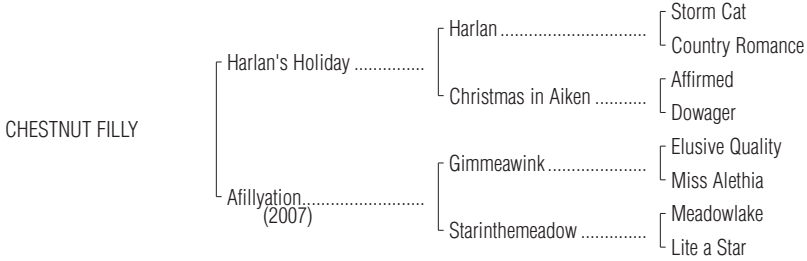 Storm Cat
Harlan ..............................
Country Romance
Harlan's Holiday ...............
Affirmed
Christmas in Aiken ...........
Dowager
CHESTNUT FILLY
Elusive Quality
Gimmeawink.....................
Miss Alethia
Afillyation..........................
(2007)
Meadowlake
Starinthemeadow ..............
Lite a Star